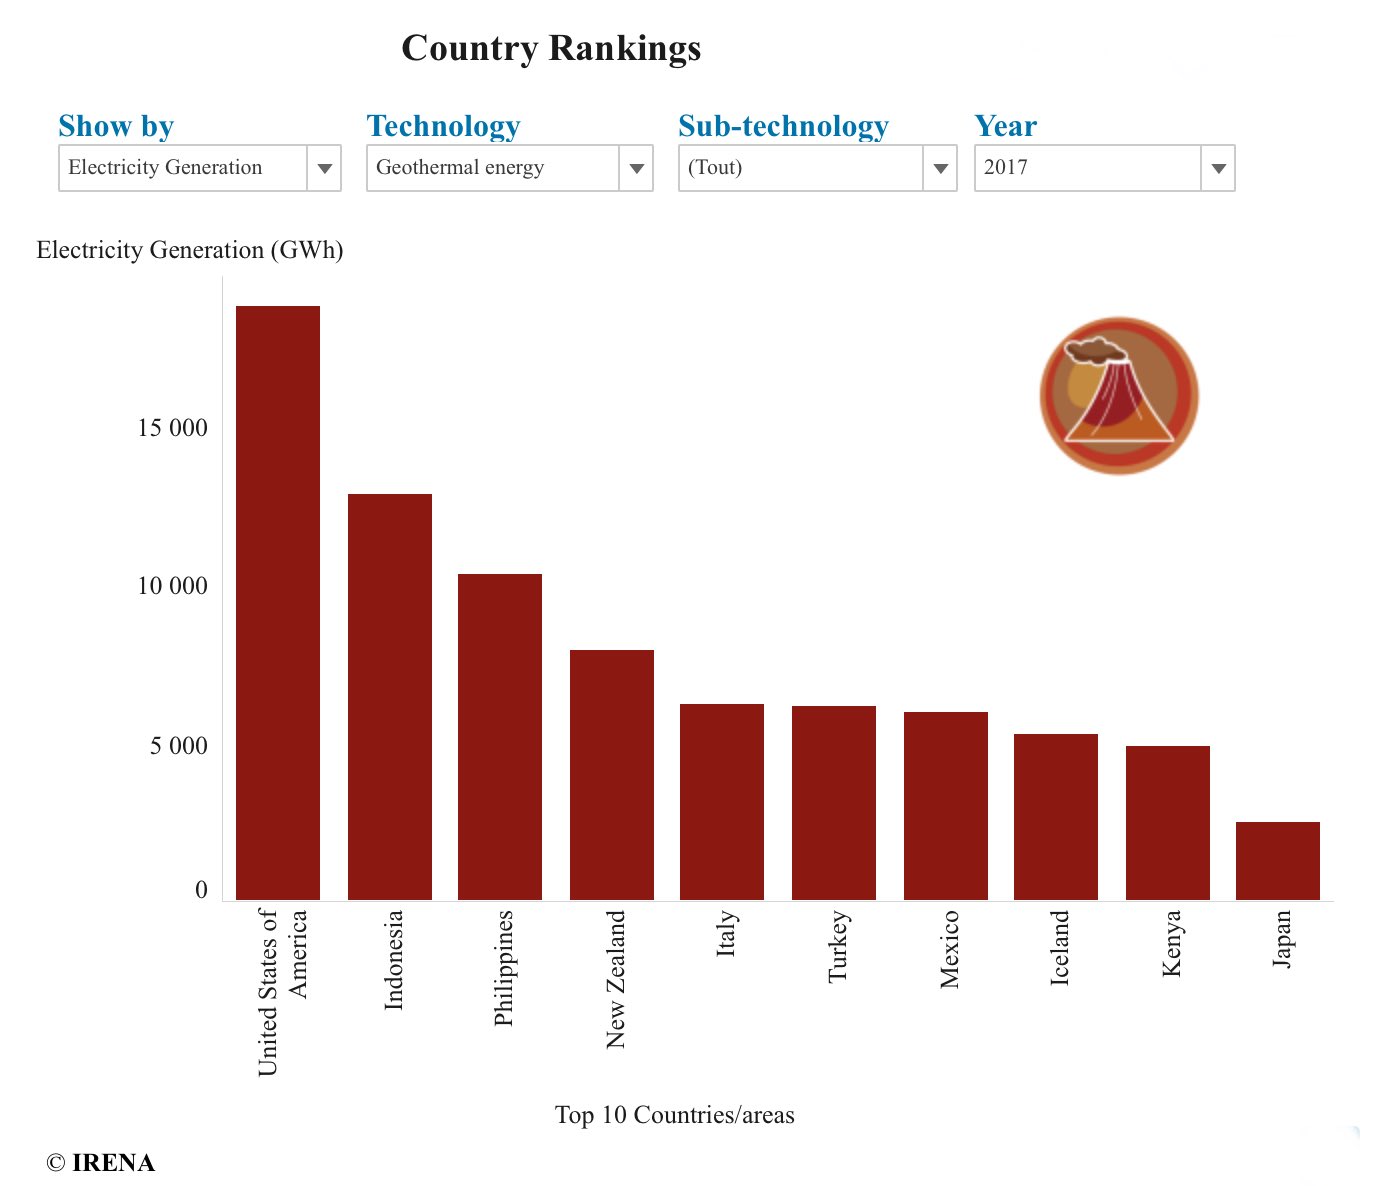 Country Rankings
Show by
Technology
Sub-technology
Year
Electricity Generation
Geothermal energy
(Tout)
2017
Electricity Generation (GWh)
15 000
10 000
5 000
0
United States of
America
Indonesia
Philippines
New Zealand
Italy
Turkey
Mexico
Iceland
Kenya
Japan
Top 10 Countries/areas
© IRENA